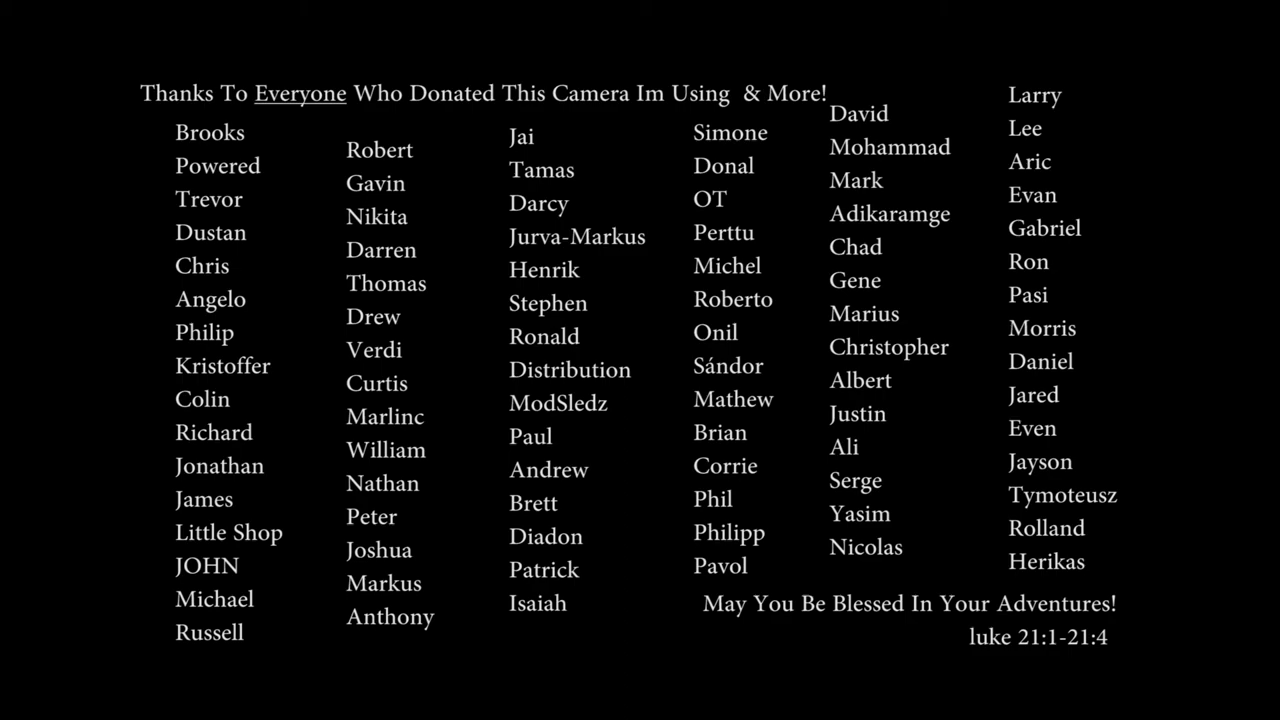 Thanks To Everyone Who Donated This Camera Im Using & More!
Brooks
Powered
Trevor
Dustan
Chris
Angelo
Philip
Kristoffer
Colin
Richard
Jonathan
James
Little Shop
JOHN
Michael
Russell
Robert
Gavin
Nikita
Darren
Thomas
Drew
Verdi
Curtis
Marlinc
William
Nathan
Peter
Joshua
Markus
Anthony
Jai
Tamas
Darcy
Jurva-Markus
Henrik
Stephen
Ronald
Distribution
ModSledz
Paul
Andrew
Brett
Diadon
Patrick
Isaiah
Simone
Donal
OT
Perttu
Michel
Roberto
Onil
Sándor
Mathew
Brian
Corrie
Phil
Philipp
Pavol
David
Mohammad
Mark
Adikaramge
Chad
Gene
Marius
Christopher
Albert
Justin
Ali
Serge
Yasim
Nicolas
Larry
Lee
Aric
Evan
Gabriel
Ron
Pasi
Morris
Daniel
Jared
Even
Jayson
Tymoteusz
Rolland
Herikas
May You Be Blessed In Your Adventures!
luke 21:1-21:4